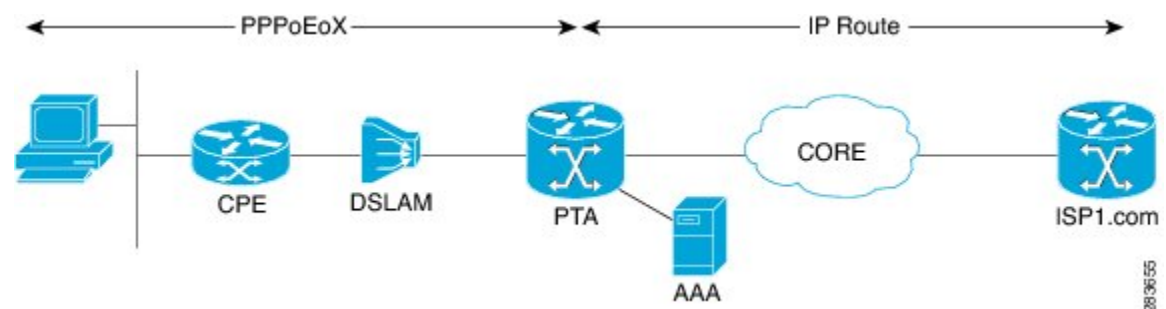 PPPoEoX
IP Route
CORE
CPE
DSLAM
PTA
ISP1.com
AAA
283655